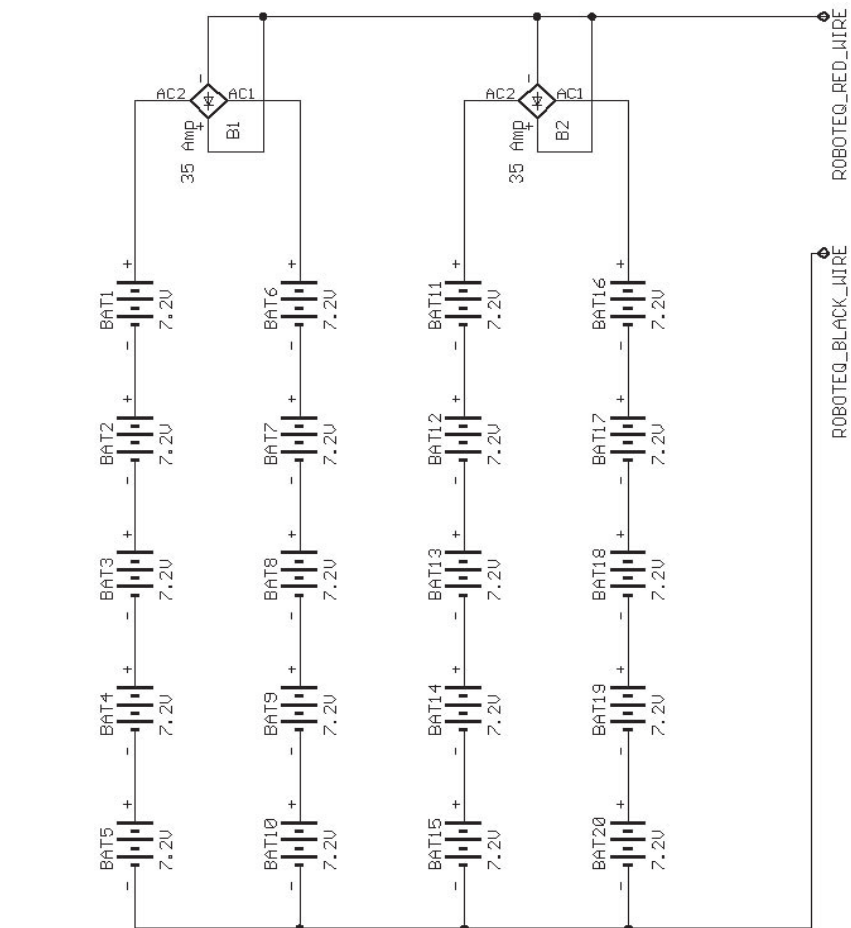 ROBOTEQ_RED_WIRE
ROBOTEQ_BLACK_WIRE
-
AC2
AC1
+
35 Amp
B1
-
AC2
AC1
+
35 Amp
B2
+
BAT1
7.2V
-
+
BAT6
7.2V
-
+
BAT11
7.2V
-
+
BAT16
7.2V
-
+
BAT2
7.2V
-
+
BAT7
7.2V
-
+
BAT12
7.2V
-
+
BAT17
7.2V
-
+
BAT3
7.2V
-
+
BAT8
7.2V
-
+
BAT13
7.2V
-
+
BAT18
7.2V
-
+
BAT4
7.2V
-
+
BAT9
7.2V
-
+
BAT14
7.2V
-
+
BAT19
7.2V
-
+
BAT5
7.2V
-
+
BAT10
7.2V
-
+
BAT15
7.2V
-
+
BAT20
7.2V
-